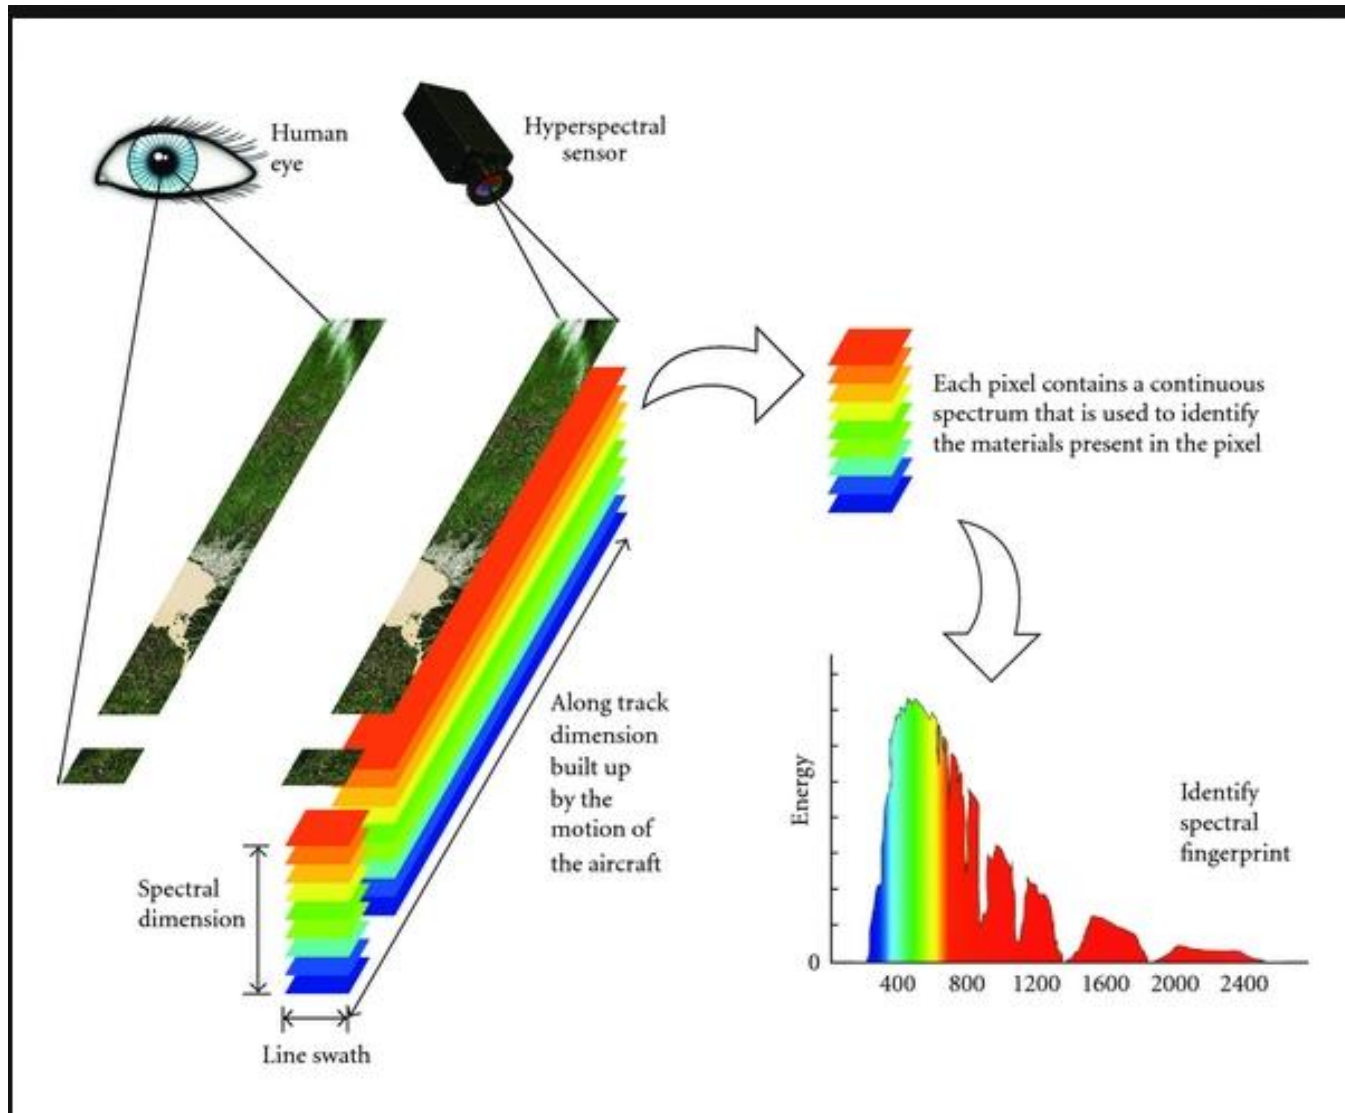 Human
eye
Hyperspectral
sensor
Each pixel contains a continuous
spectrum that is used to identify
the materials present in the pixel
Along track
dimension
built up
by the
motion of
the aircraft
Spectral
dimension
Line swath
Energy
Identify
spectral
fingerprint
0
400 800 1200 1600 2000 2400